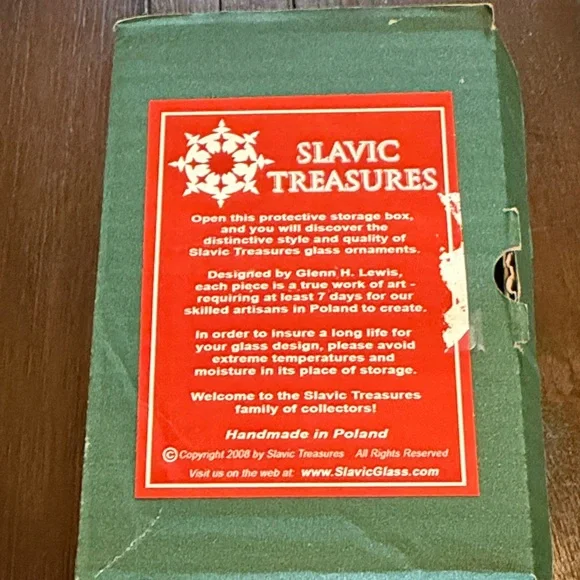 SLAVIC
TREASURES
Open this protective storage box,
and you will discover the
distinctive style and quality of
Slavic Treasures glass ornaments.
Designed by Glenn H. Lewis,
each piece is a true work of art -
requiring at least 7 days for our
skilled artisans in Poland to create.
In order to insure a long life for
your glass design, please avoid
extreme temperatures and
moisture in its place of storage.
Welcome to the Slavic Treasures
family of collectors!
Handmade in Poland
© Copyright 2008 by Slavic Treasures All Rights Reserved
Visit us on the web at: www.SlavicGlass.com